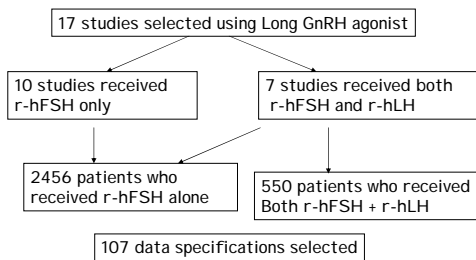 17 studies selected using Long GnRH agonist
10 studies received
r-hFSH only
7 studies received both
r-hFSH and r-hLH
2456 patients who
received r-hFSH alone
550 patients who received
Both r-hFSH + r-hLH
107 data specifications selected